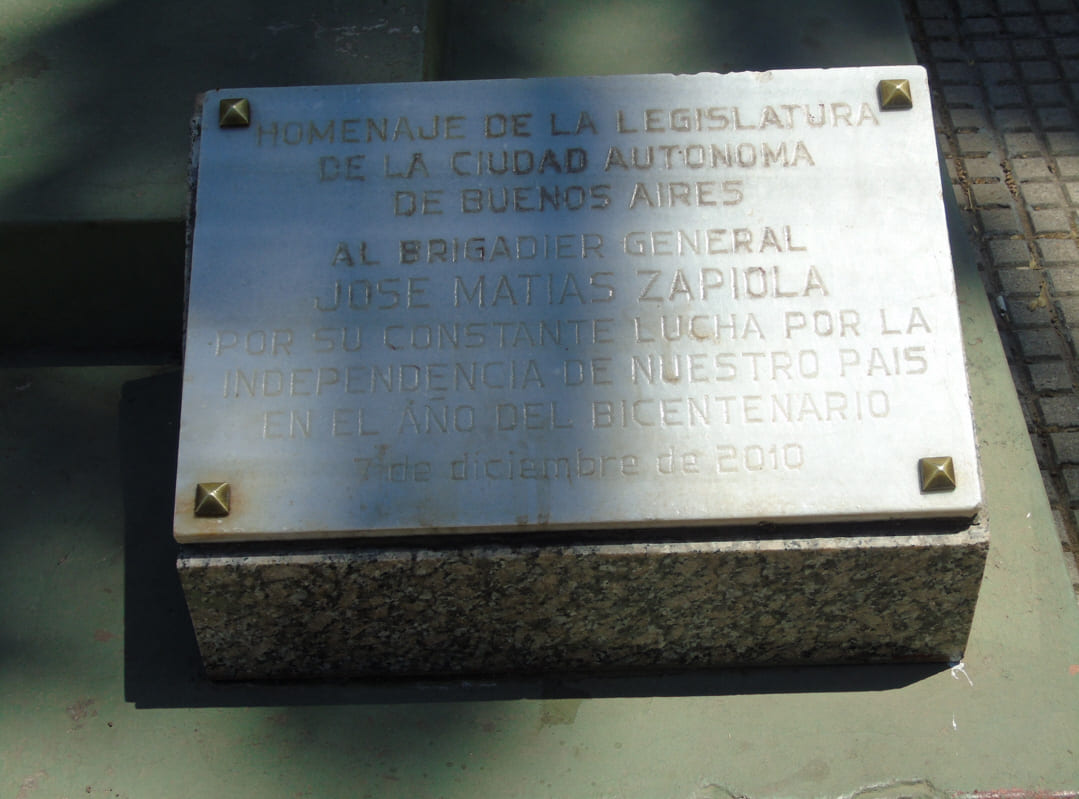 HOMENAJE DE LA LEGISLATURA
DE LA CIUDAD AUTONOMA
DE BUENOS AIRES
AL BRIGADIER GENERAL
JOSE MATIAS ZAPIOLA
POR SU CONSTANTE LUCHA POR LA
INDEPENDENCIA DE NUESTRO PAIS
EN EL AÑO DEL BICENTENARIO
7 de diciembre de 2010